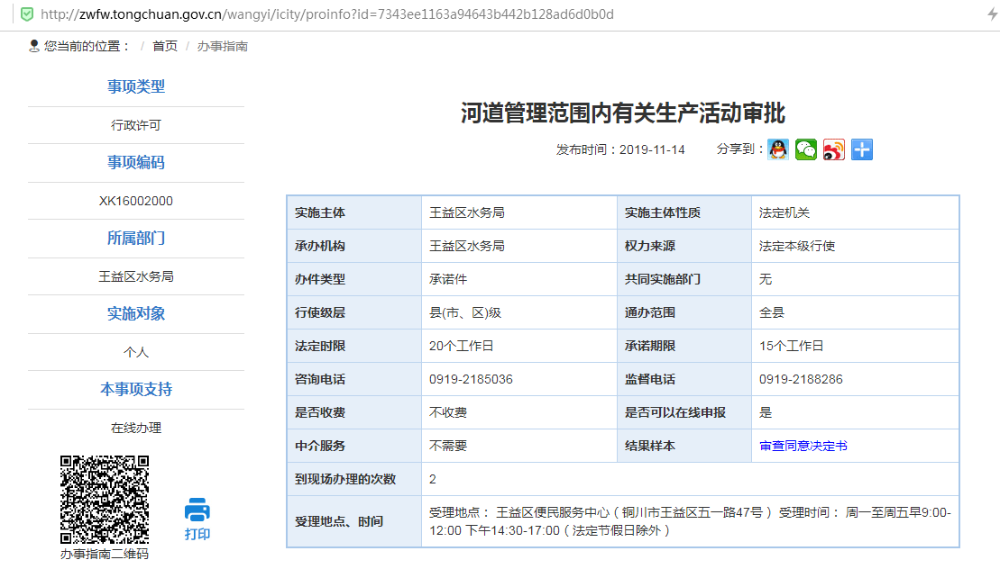 http://zwfw.tongchuan.gov.cn/wangyi/icity/proinfo?id=7343ee1163a94643b442b128ad6d0b0d
您当前的位置： / 首页 / 办事指南
事项类型
行政许可
事项编码
XK16002000
所属部门
王益区水务局
实施对象
个人
本事项支持
在线办理
打印
办事指南二维码
河道管理范围内有关生产活动审批
发布时间：2019-11-14 分享到：
实施主体 王益区水务局 实施主体性质 法定机关
承办机构 王益区水务局 权力来源 法定本级行使
办件类型 承诺件 共同实施部门 无
行使级层 县(市、区)级 通办范围 全县
法定时限 20个工作日 承诺期限 15个工作日
咨询电话 0919-2185036 监督电话 0919-2188286
是否收费 不收费 是否可以在线申报 是
中介服务 不需要 结果样本 审查同意决定书
到现场办理的次数 2
受理地点、时间 受理地点： 王益区便民服务中心（铜川市王益区五一路47号） 受理时间： 周一至周五早9:00-
12:00 下午14:30-17:00（法定节假日除外）